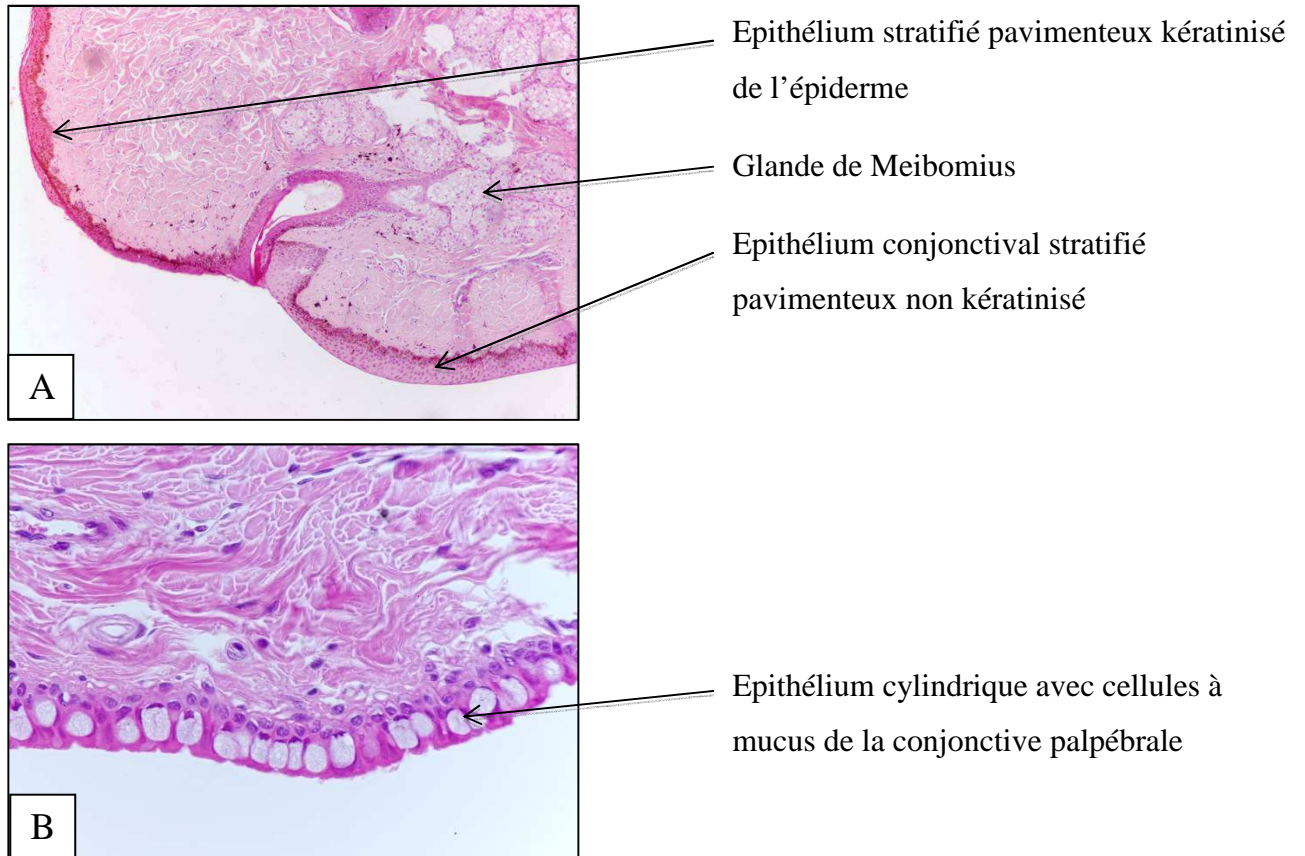 Epithélium stratifié pavimenteux kératinisé
de l’épiderme
Glande de Meibomius
Epithélium conjonctival stratifié
pavimenteux non kératinisé
A
Epithélium cylindrique avec cellules à
mucus de la conjonctive palpébrale
B